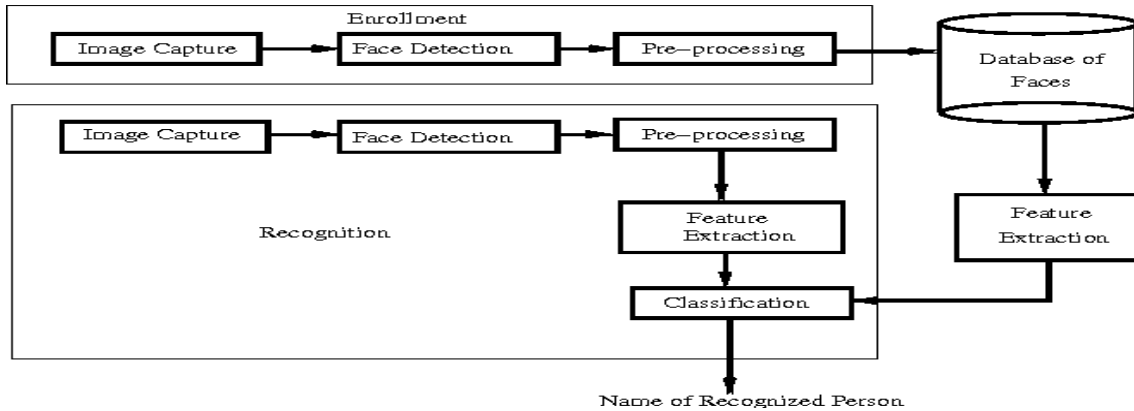 Enrollment
Image Capture
Face Detection
Pre-processing
Database of
Faces
Image Capture
Face Detection
Pre-processing
Recognition
Feature
Extraction
Feature
Extraction
Classification
Name of Recognized Person